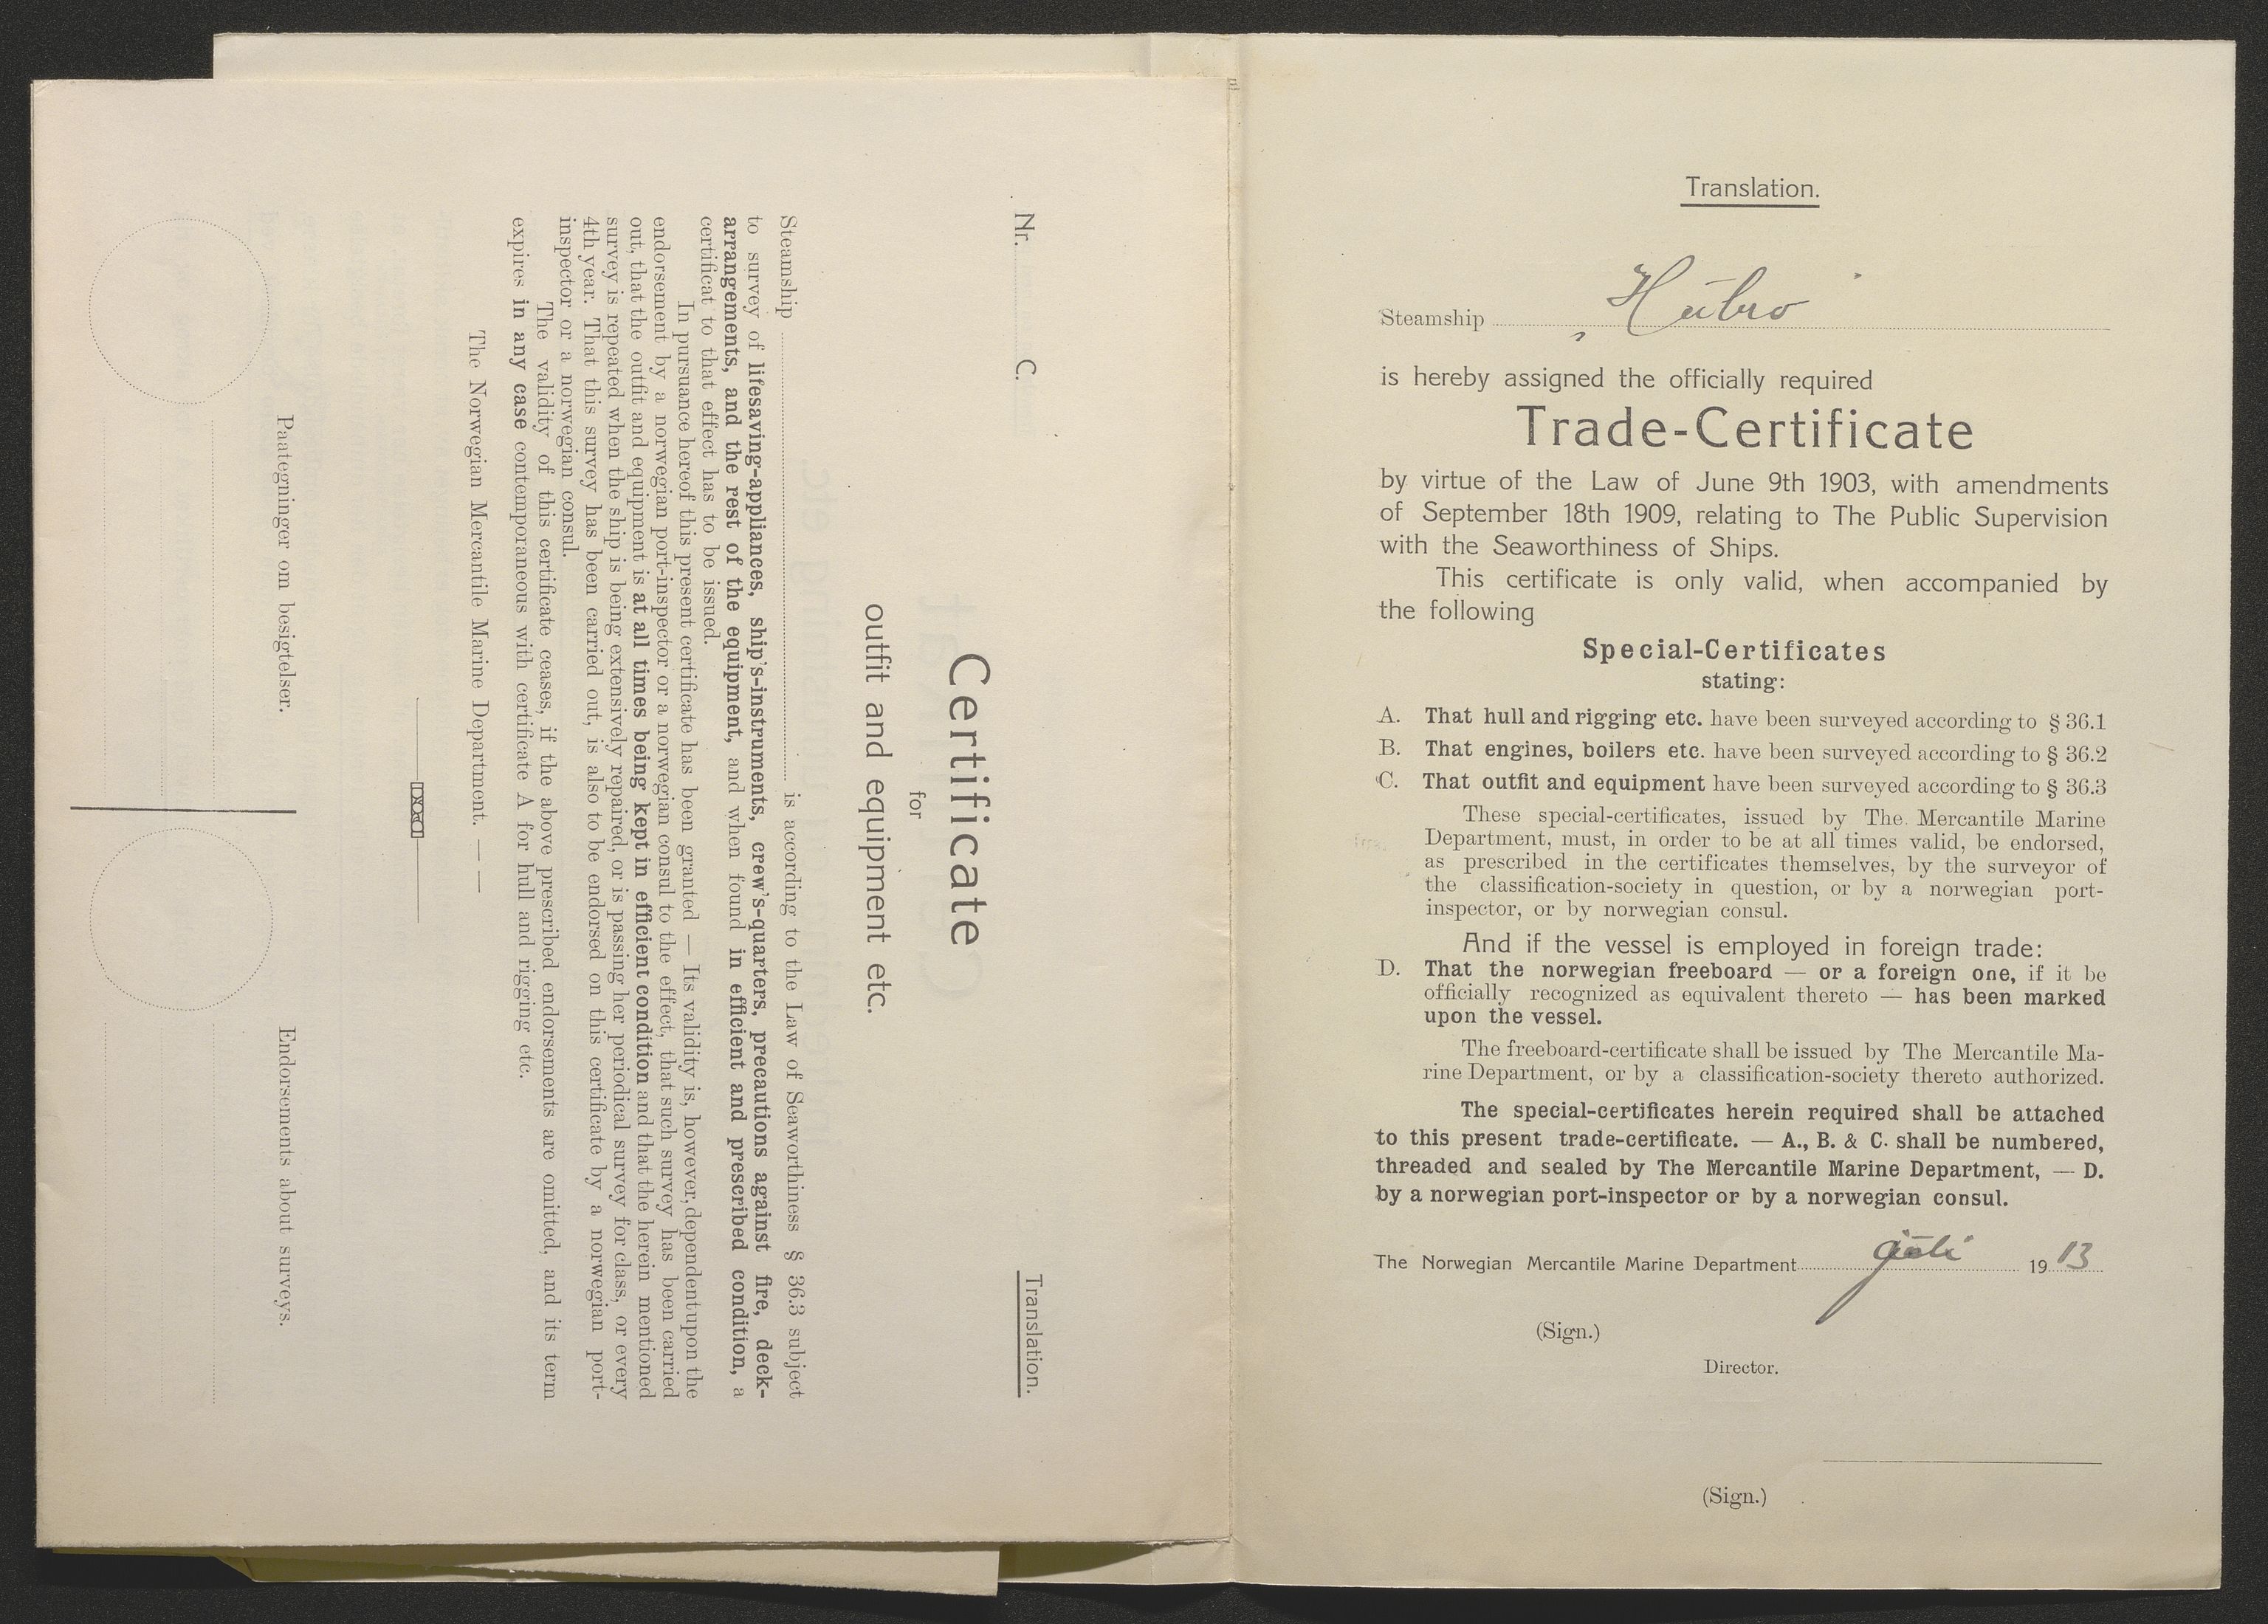 Nr. C. Translation.
Certificate
for
outfit and equipment etc.
Steamship is according to the Law of Seaworthiness § 36.3 subject
to survey of lifesaving-appliances, ship's-instruments, crew's-quarters, precautions against fire, deck-
arrangements, and the rest of the equipment, and when found in efficient and prescribed condition, a
certificat to that effect has to be issued.
In pursuance hereof this present certificate has been granted — Its validity is, however, dependent upon the
endorsement by a norwegian port-inspector or a norwegian consul to the effect, that such survey has been carried
out, that the outfit and equipment is at all times being kept in efficient condition and that the herein mentioned
survey is repeated when the ship is being extensively repaired, or is passing her periodical survey for class, or every
4th year. That this survey has been carried out, is also to be endorsed on this certificate by a norwegian port-
inspector or a norwegian consul.
The validity of this certificate ceases, if the above prescribed endorsements are omitted, and its term
expires in any case contemporaneous with certificate A for hull and rigging etc.
The Norwegian Mercantile Marine Department. — —
Paategninger om besigtelser.
Endorsements about surveys.
Translation.
Steamship „Hubro"
is hereby assigned the officially required
Trade-Certificate
by virtue of the Law of June 9th 1903, with amendments
of September 18th 1909, relating to The Public Supervision
with the Seaworthiness of Ships.
This certificate is only valid, when accompanied by
the following
Special-Certificates
stating:
A. That hull and rigging etc. have been surveyed according to § 36.1
B. That engines, boilers etc. have been surveyed according to § 36.2
C. That outfit and equipment have been surveyed according to § 36.3
These special-certificates, issued by The Mercantile Marine
Department, must, in order to be at all times valid, be endorsed,
as prescribed in the certificates themselves, by the surveyor of
the classification-society in question, or by a norwegian port-
inspector, or by norwegian consul.
And if the vessel is employed in foreign trade:
D. That the norwegian freeboard — or a foreign one, if it be
officially recognized as equivalent thereto — has been marked
upon the vessel.
The freeboard-certificate shall be issued by The Mercantile Ma-
rine Department, or by a classification-society thereto authorized.
The special-certificates herein required shall be attached
to this present trade-certificate. — A., B. & C. shall be numbered,
threaded and sealed by The Mercantile Marine Department, — D.
by a norwegian port-inspector or by a norwegian consul.
The Norwegian Mercantile Marine Department juli 1913
(Sign.)
Director.
(Sign.)